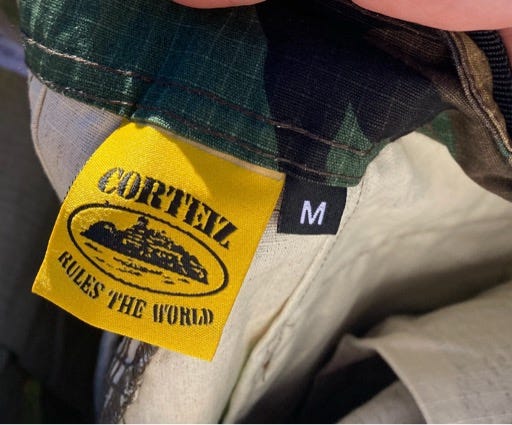 CORTEIZ
RULES THE WORLD
M